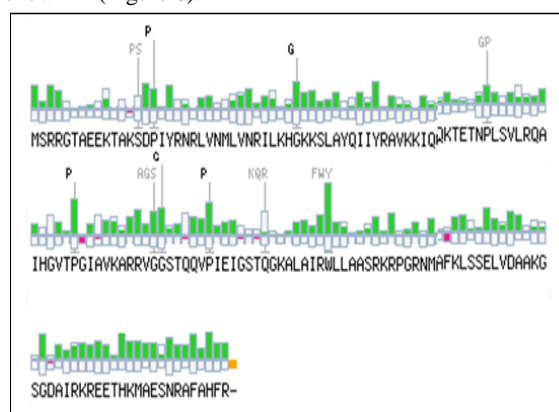 P
PS G GP
MSRRGTAEEKTAKSDPIYRNRLVNMLVNRILKHGKKSLAYQIIYRAVKKIQQKTETNPLSVLRQA
G
P AGS P KQR FWY
IHGVTPGIAVKARRVGGSTQQVPIEIGSTQGKALAIRWLLAASRKRPGRNMAFKLSSELVDAAKG
SGDAIRKREETHKMAESNRAFAHFR-